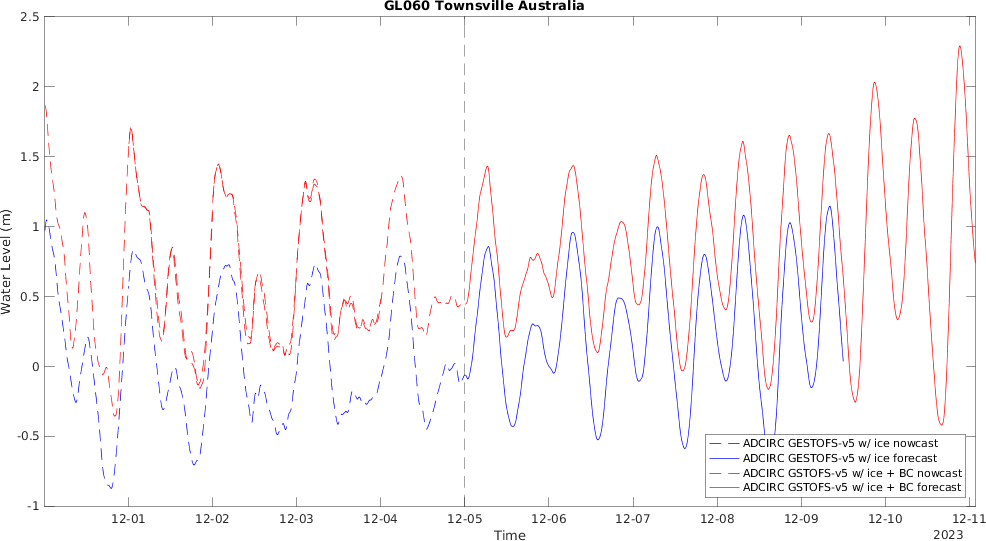 GL060 Townsville Australia
2.5
2
1.5
1
0.5
0
-0.5
-1
Water Level (m)
12-01 12-02 12-03 12-04 12-05 12-06 12-07 12-08 12-09 12-10 12-11
Time
2023
ADCIRC GESTOFS-v5 w/ ice nowcast
ADCIRC GESTOFS-v5 w/ ice forecast
ADCIRC GSTOFS-v5 w/ ice + BC nowcast
ADCIRC GSTOFS-v5 w/ ice + BC forecast